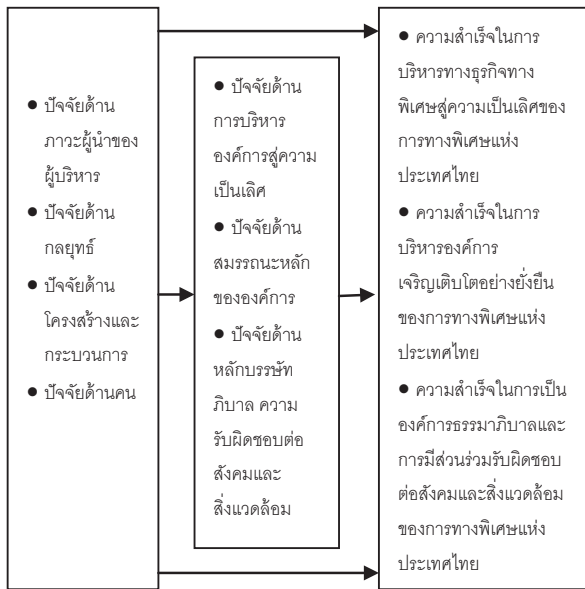 ● ปัจจัยด้าน
ภาวะผู้นำของ
ผู้บริหาร
● ปัจจัยด้าน
กลยุทธ์
● ปัจจัยด้าน
โครงสร้างและ
กระบวนการ
● ปัจจัยด้านคน
● ปัจจัยด้าน
การบริหาร
องค์การสู่ความ
เป็นเลิศ
● ปัจจัยด้าน
สมรรถนะหลัก
ขององค์การ
● ปัจจัยด้าน
หลักบรรษัท
ภิบาล ความ
รับผิดชอบต่อ
สังคมและ
สิ่งแวดล้อม
● ความสำเร็จในการ
บริหารทางธุรกิจทาง
พิเศษสู่ความเป็นเลิศของ
การทางพิเศษแห่ง
ประเทศไทย
● ความสำเร็จในการ
บริหารองค์การ
เจริญเติบโตอย่างยั่งยืน
ของการทางพิเศษแห่ง
ประเทศไทย
● ความสำเร็จในการเป็น
องค์การธรรมาภิบาลและ
การมีส่วนร่วมรับผิดชอบ
ต่อสังคมและสิ่งแวดล้อม
ของการทางพิเศษแห่ง
ประเทศไทย